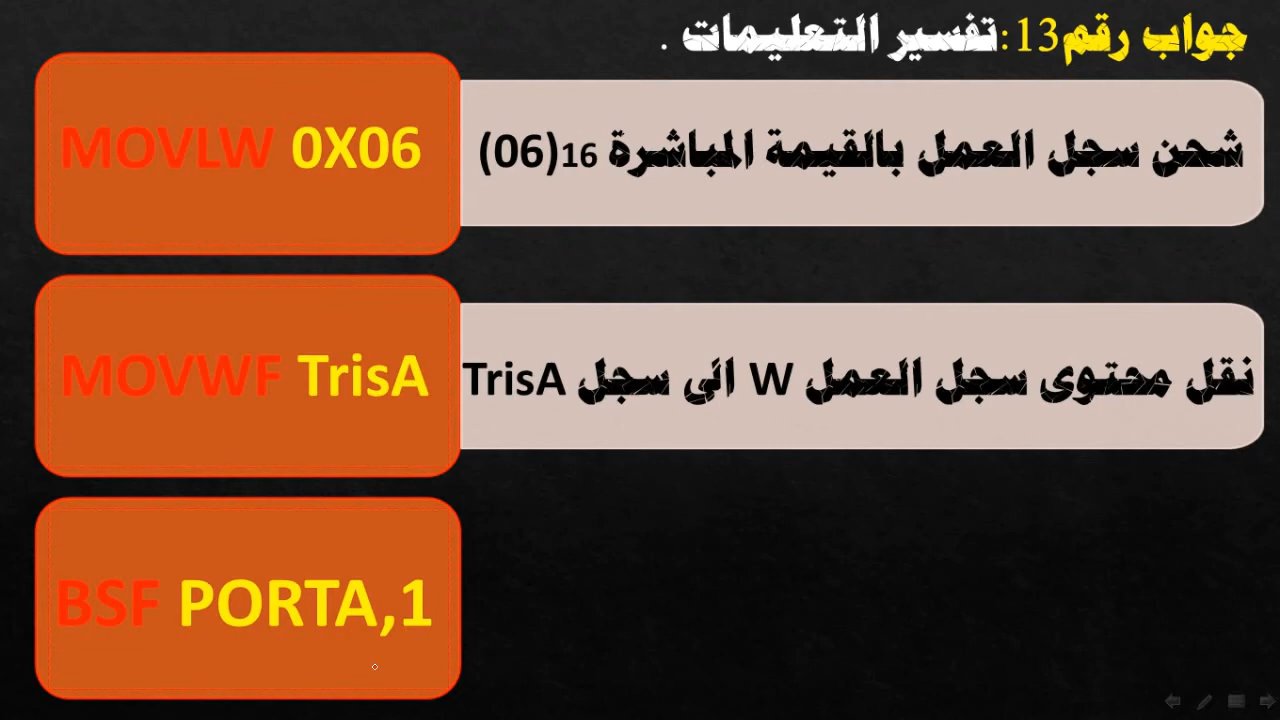 جواب رقم13:تفسير التعليمات .
MOVLW 0X06
شحن سجل العمل بالقيمة المباشرة (06)16
MOVWF TrisA
نقل محتوى سجل العمل W الى سجل TrisA
BSF PORTA,1